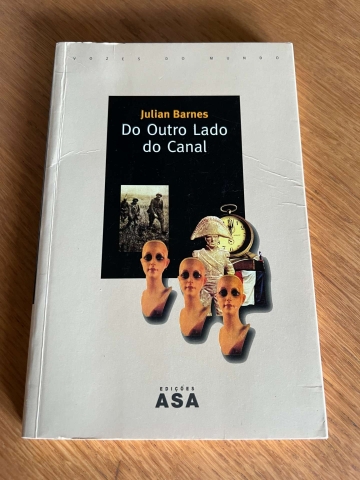 VOZES DO MUNDO
Julian Barnes
Do Outro Lado
do Canal
EDIÇÕES
ASA